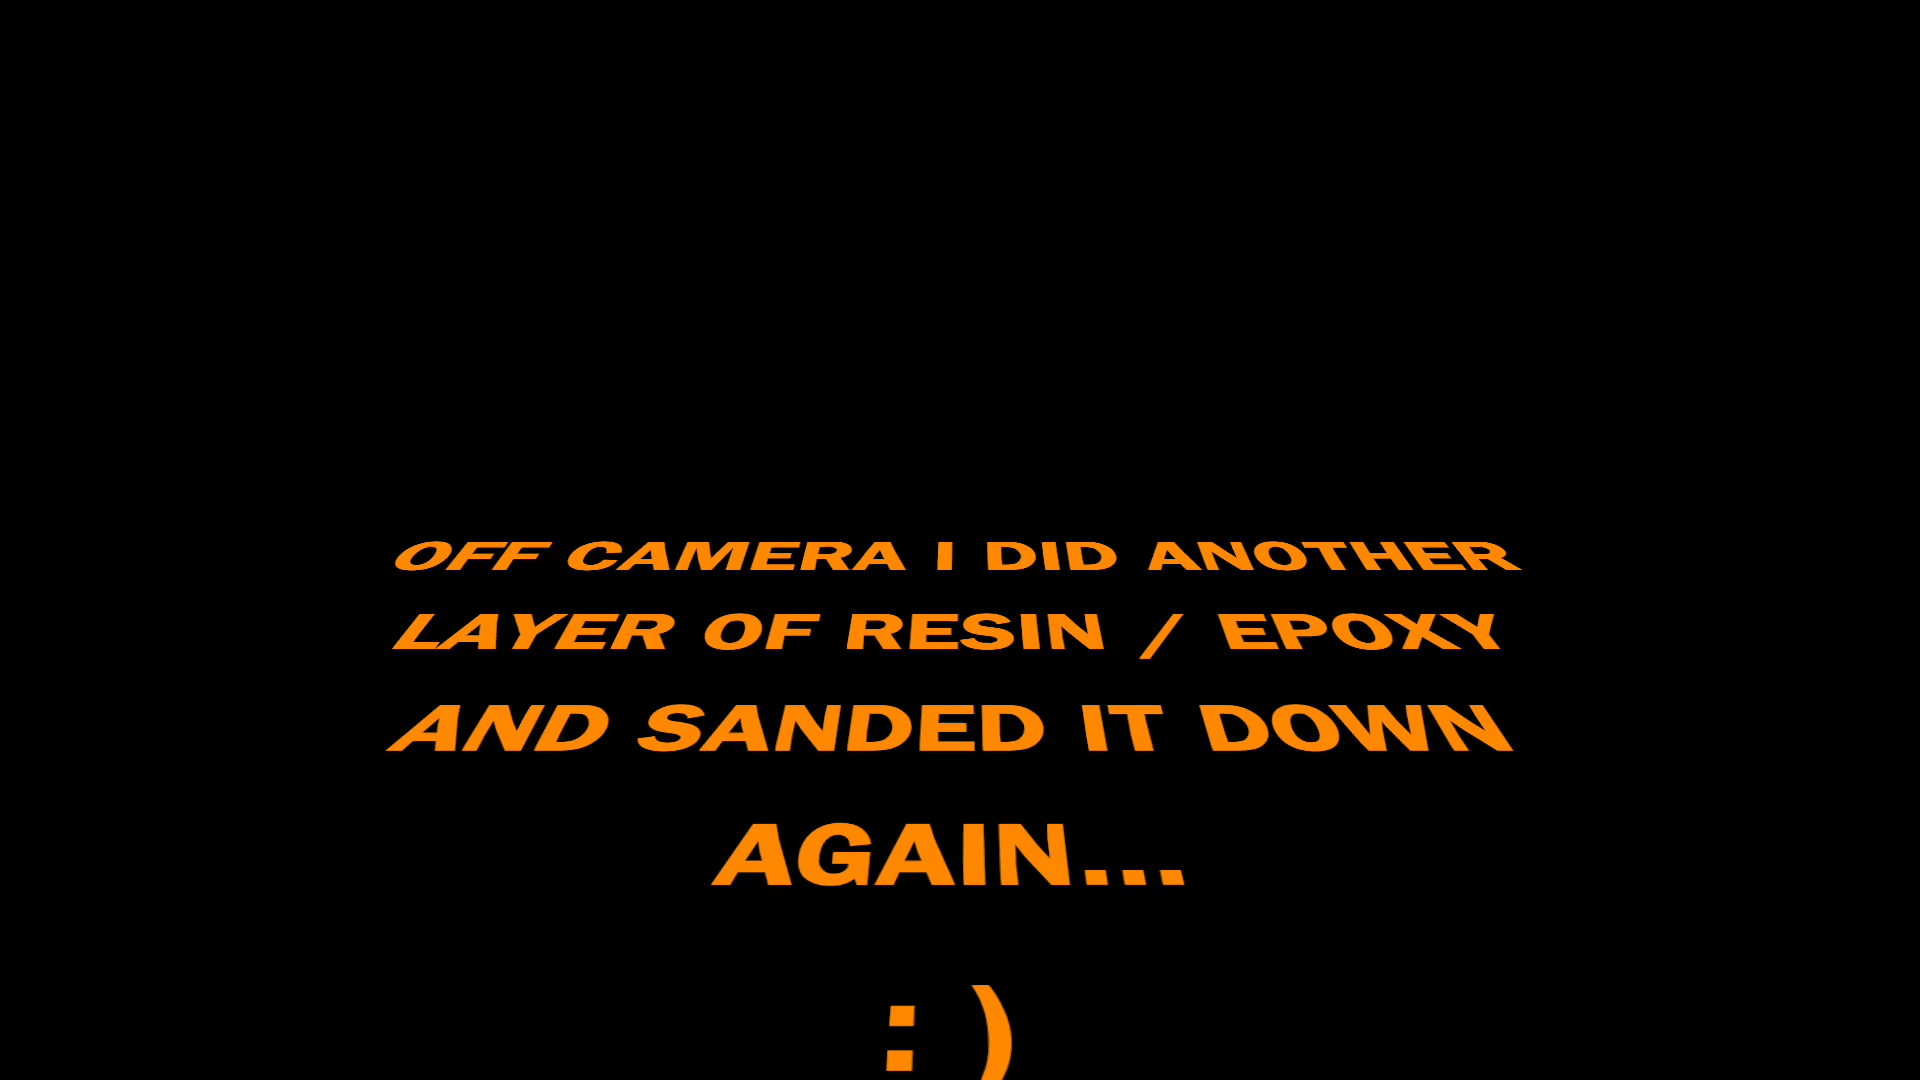 OFF CAMERA I DID ANOTHER
LAYER OF RESIN / EPOXY
AND SANDED IT DOWN
AGAIN...
: )